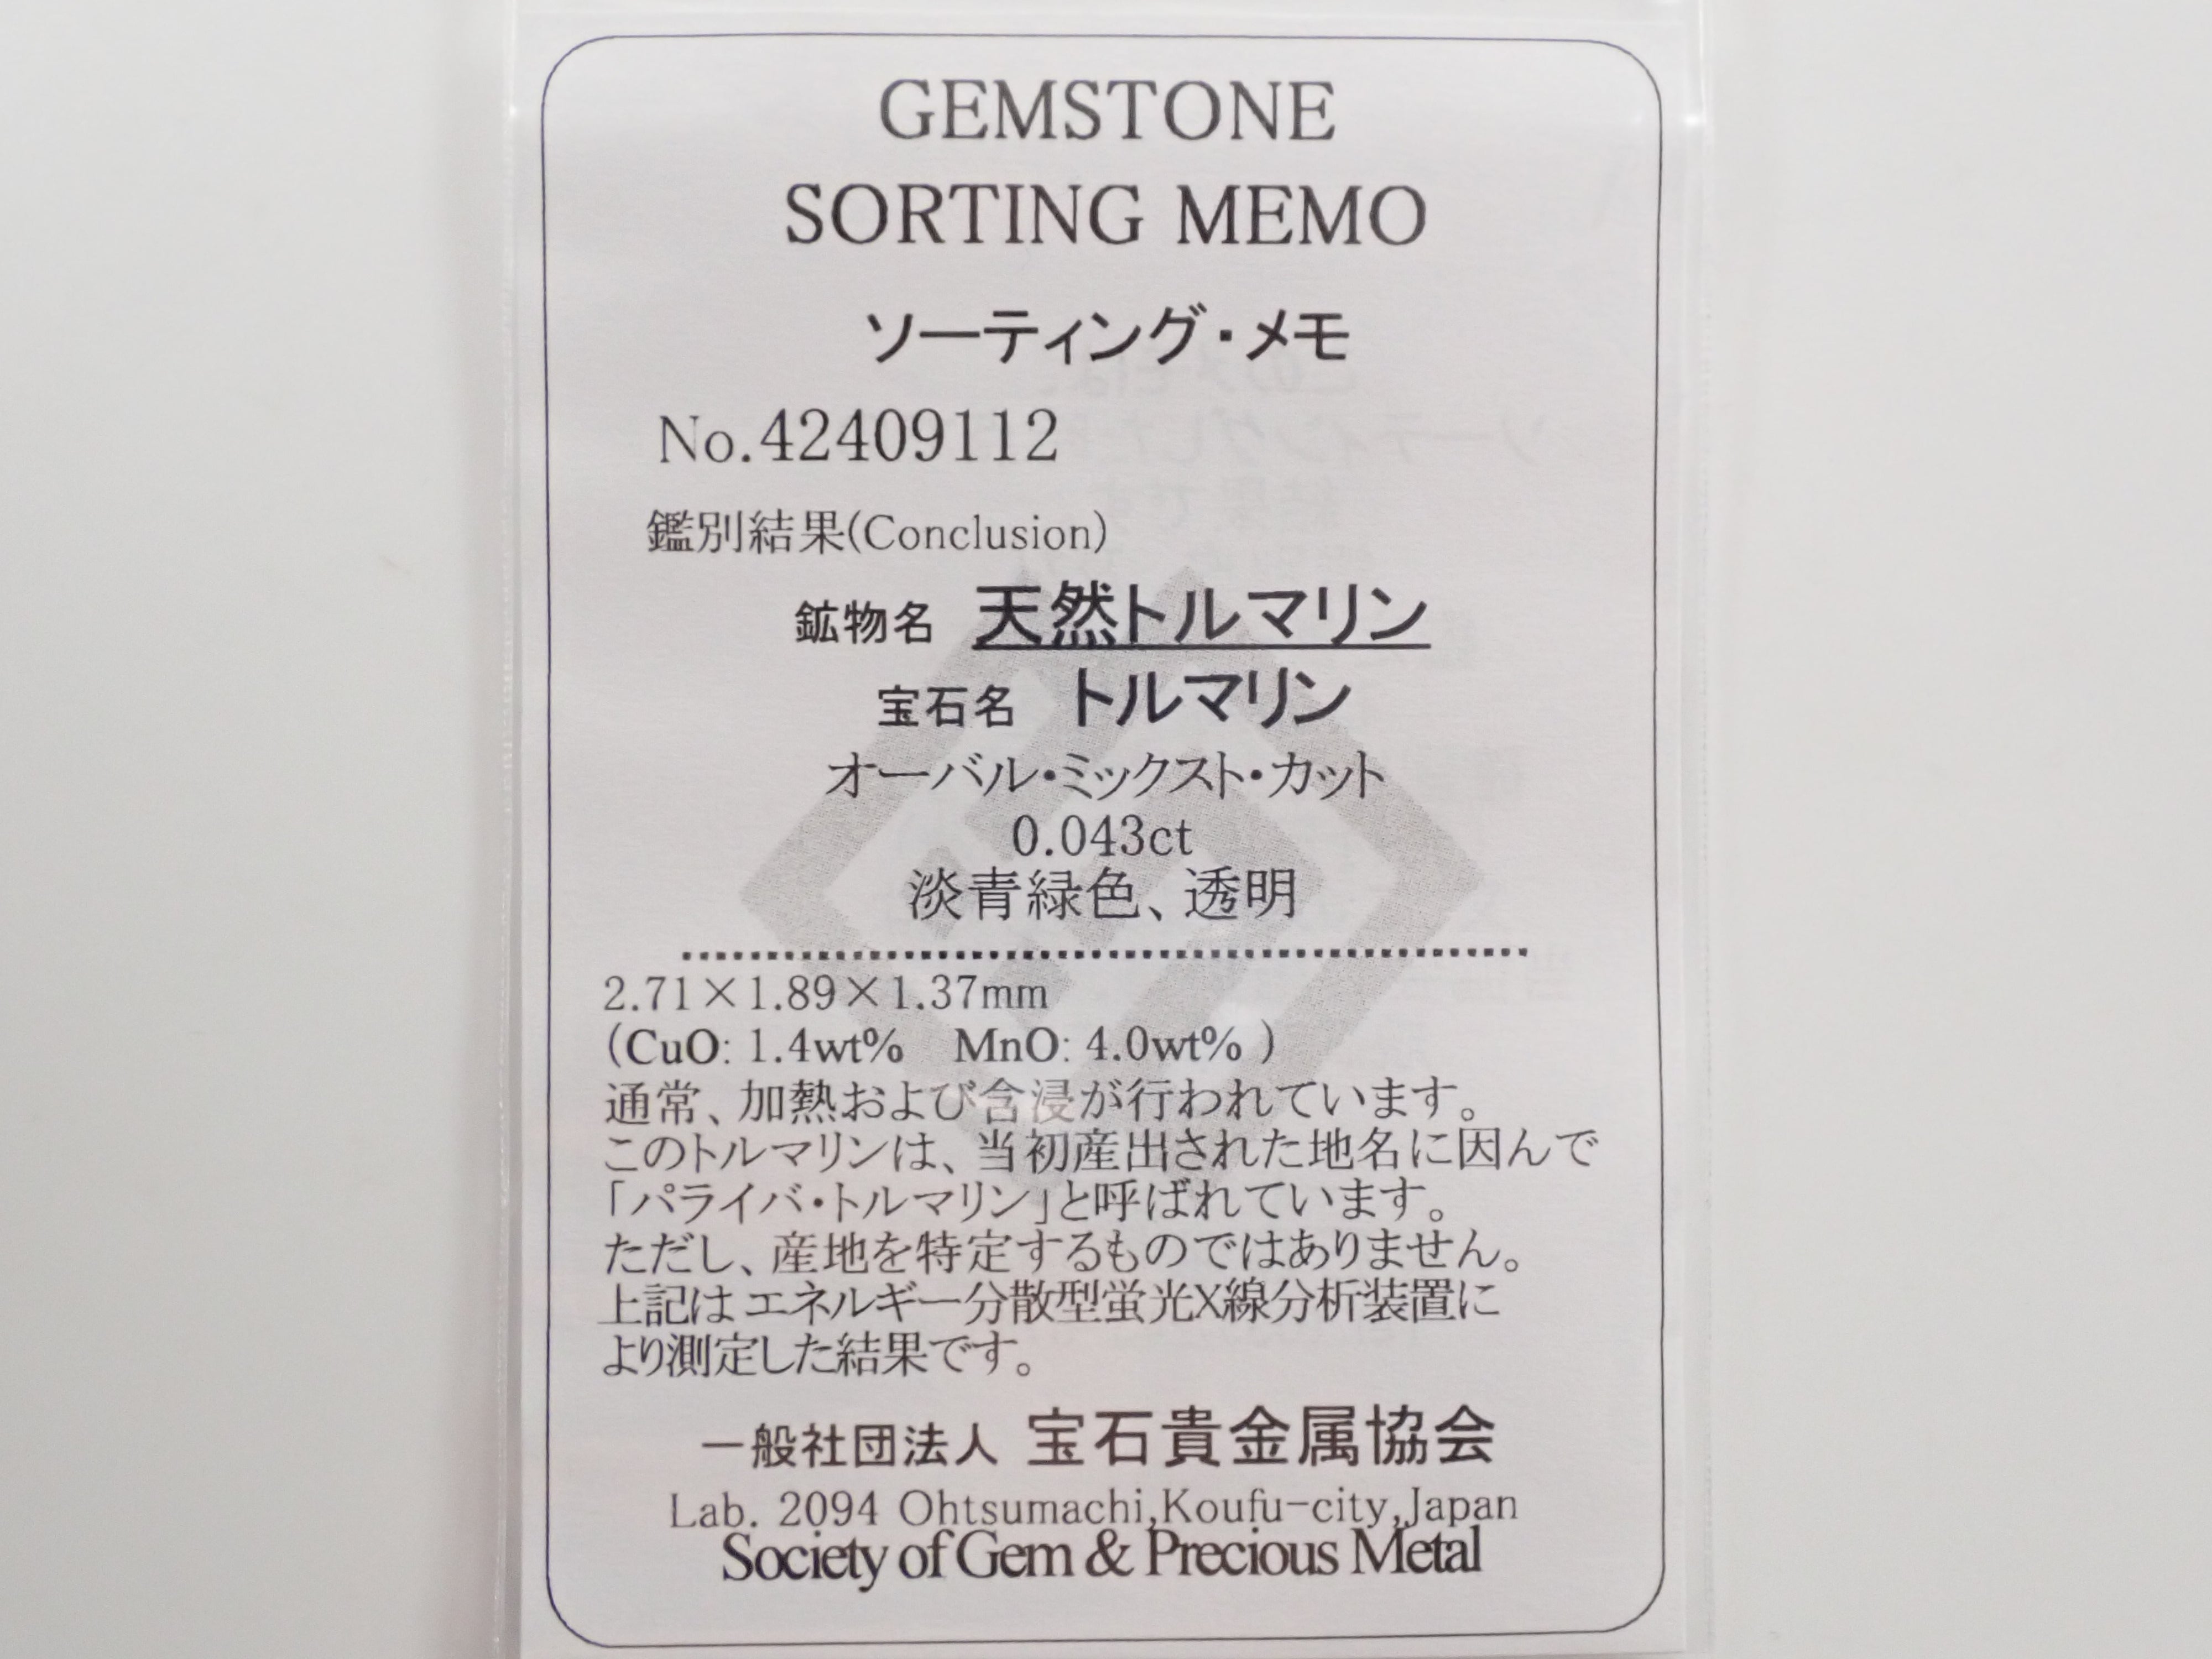 GEMSTONE
SORTING MEMO
ソーティング・メモ
No.42409112
鑑別結果(Conclusion)
鉱物名 天然トルマリン
宝石名 トルマリン
オーバル・ミックスト・カット
0.043ct
淡青緑色、透明
2.71×1.89×1.37mm
(CuO: 1.4wt% MnO: 4.0wt% )
通常、加熱および含浸が行われています。
このトルマリンは、当初産出された地名に因んで
「パライバ・トルマリン」と呼ばれています。
ただし、産地を特定するものではありません。
上記はエネルギー分散型蛍光X線分析装置に
より測定した結果です。
一般社団法人 宝石貴金属協会
Lab. 2094 Ohtsumachi,Koufu-city,Japan
Society of Gem & Precious Metal